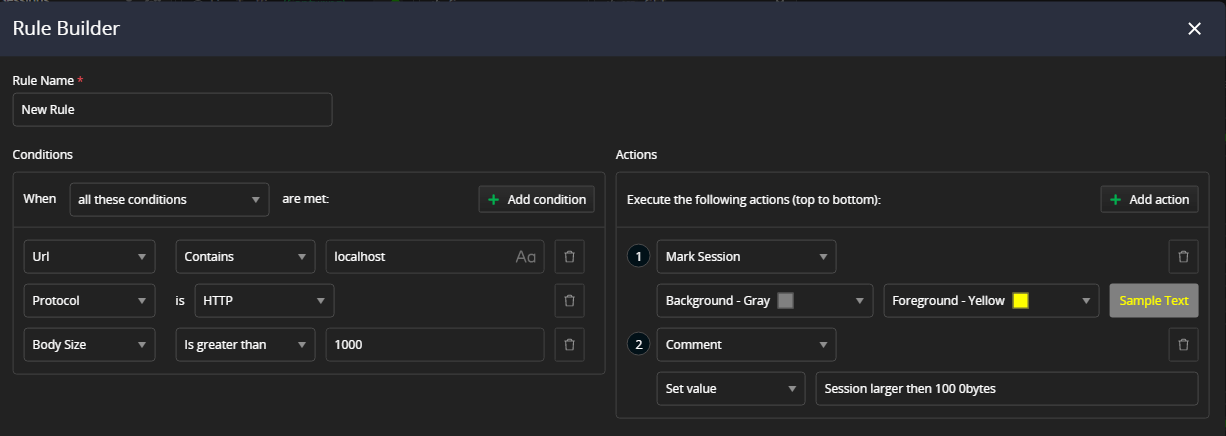 Rule Builder
Rule Name *
New Rule
Conditions
When all these conditions are met: + Add condition
Url Contains localhost Aa
Protocol is HTTP
Body Size Is greater than 1000
Actions
Execute the following actions (top to bottom): + Add action
1 Mark Session
Background - Gray Foreground - Yellow Sample Text
2 Comment
Set value Session larger then 100 0bytes